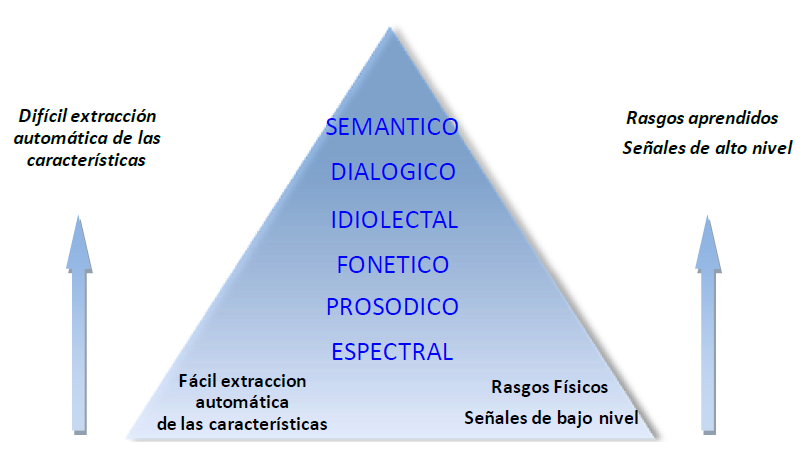 Difícil extracción
automática de las
características
Rasgos aprendidos
Señales de alto nivel
SEMANTICO
DIALOGICO
IDIOLECTAL
FONETICO
PROSODICO
ESPECTRAL
Fácil extraccion
automática
de las características
Rasgos Físicos
Señales de bajo nivel